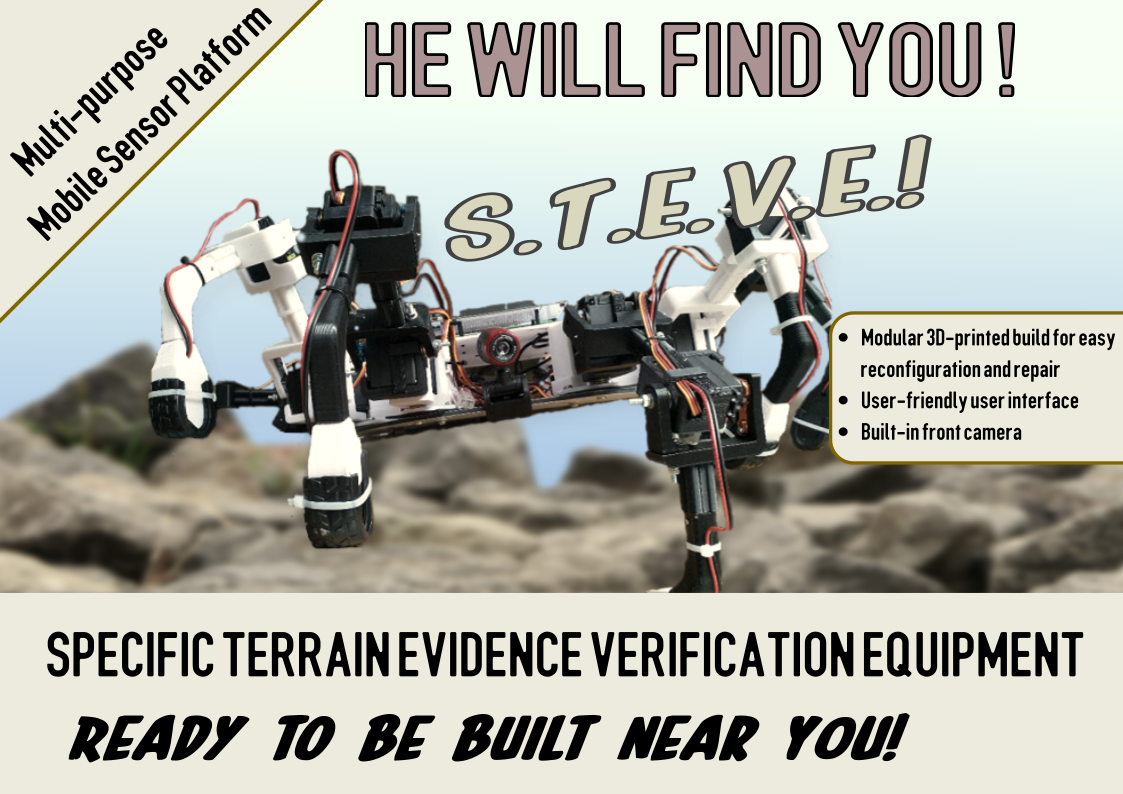 Multi-purpose
Mobile Sensor Platform
HE WILL FIND YOU!
S.T.E.V.E.!
• Modular 3D-printed build for easy
reconfiguration and repair
• User-friendly user interface
• Built-in front camera
SPECIFIC TERRAIN EVIDENCE VERIFICATION EQUIPMENT
READY TO BE BUILT NEAR YOU!